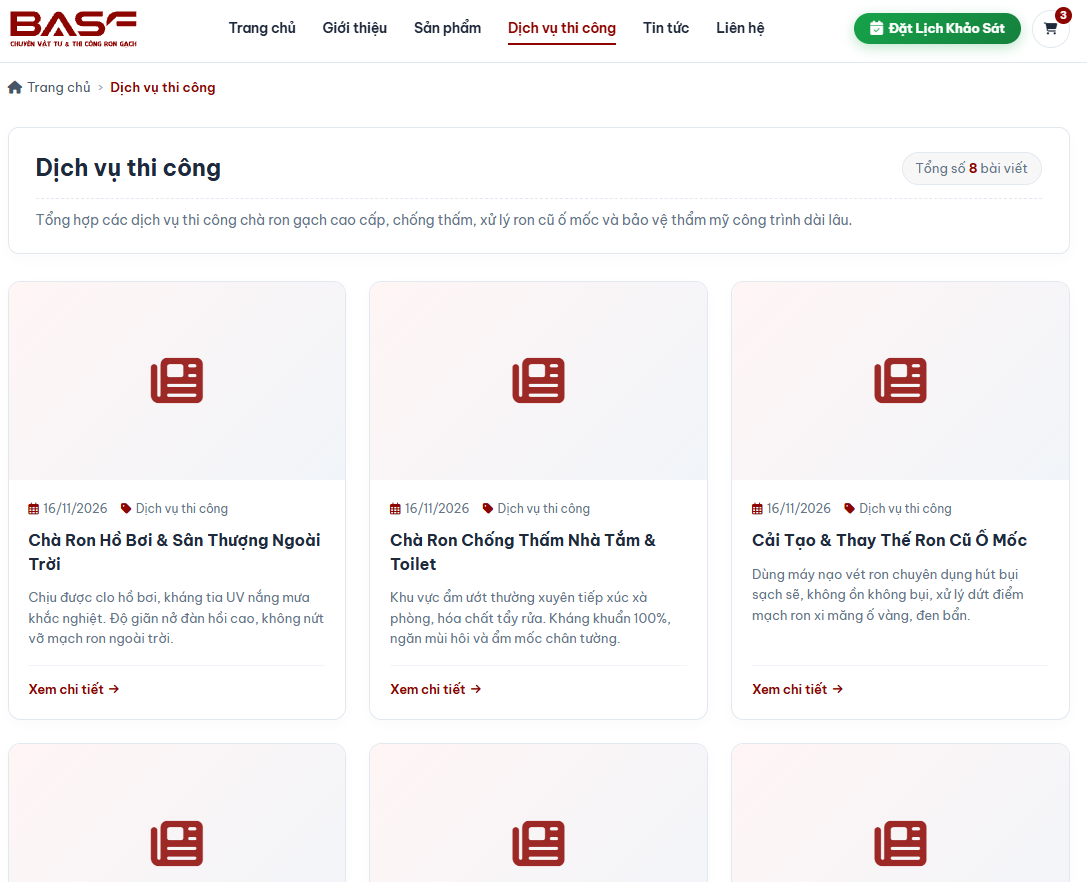 BASF
CHUYÊN VẬT TƯ & THI CÔNG RON GẠCH
Trang chủ Giới thiệu Sản phẩm Dịch vụ thi công Tin tức Liên hệ
Đặt Lịch Khảo Sát
3
Trang chủ > Dịch vụ thi công
Dịch vụ thi công
Tổng số 8 bài viết
Tổng hợp các dịch vụ thi công chà ron gạch cao cấp, chống thấm, xử lý ron cũ ố mốc và bảo vệ thẩm mỹ công trình dài lâu.
16/11/2026 Dịch vụ thi công
Chà Ron Hồ Bơi & Sân Thượng Ngoài
Trời
Chịu được clo hồ bơi, kháng tia UV nắng mưa
khắc nghiệt. Độ giãn nở đàn hồi cao, không nứt
vỡ mạch ron ngoài trời.
Xem chi tiết →
16/11/2026 Dịch vụ thi công
Chà Ron Chống Thấm Nhà Tắm &
Toilet
Khu vực ẩm ướt thường xuyên tiếp xúc xà
phòng, hóa chất tẩy rửa. Kháng khuẩn 100%,
ngăn mùi hôi và ẩm mốc chân tường.
Xem chi tiết →
16/11/2026 Dịch vụ thi công
Cải Tạo & Thay Thế Ron Cũ Ố Mốc
Dùng máy nạo vét ron chuyên dụng hút bụi
sạch sẽ, không ồn không bụi, xử lý dứt điểm
mạch ron xi măng ố vàng, đen bẩn.
Xem chi tiết →